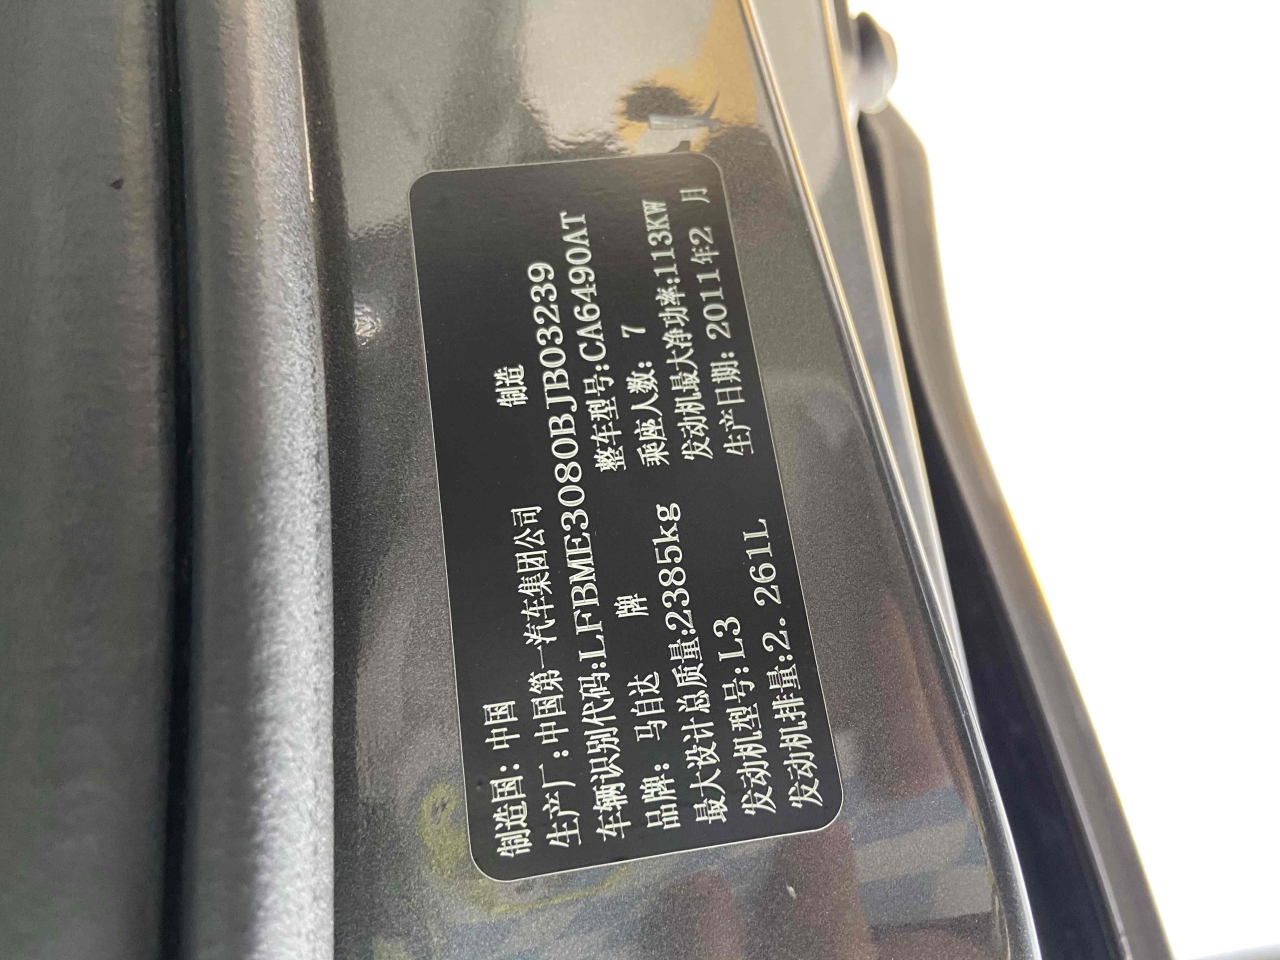 制造国：中国
生产厂：中国第一汽车集团公司 制造
车辆识别代码：LFBME3080BJB03239
品牌：马自达 牌 整车型号：CA6490AT
最大设计总质量：2385kg 乘座人数：7
发动机型号：L3 发动机最大净功率：113KW
发动机排量：2.261L 生产日期：2011年2月